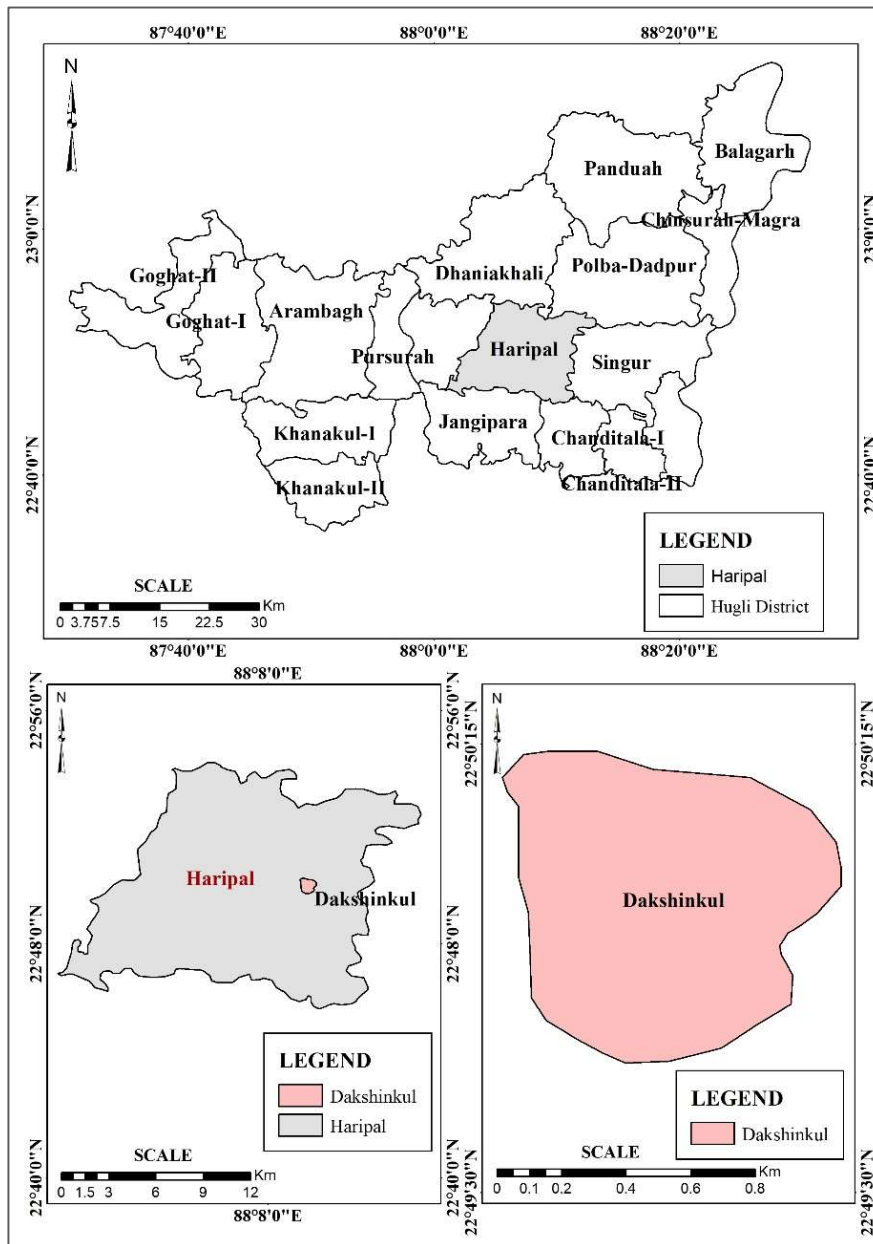 87°40'0"E 88°0'0"E 88°20'0"E
N
23°0'0"N
23°0'0"N
22°40'0"N
22°40'0"N
Balagarh
Panduah
Chinsurah-Magra
Dhaniakhali
Polba-Dadpur
Goghat-II
Goghat-I
Arambagh
Pursurah
Haripal
Singur
Khanakul-I
Jangipara
Chanditala-I
Khanakul-II
Chanditala-II
LEGEND
Haripal
Hugli District
SCALE
Km
0 3.75 7.5 15 22.5 30
87°40'0"E 88°0'0"E 88°20'0"E
88°8'0"E
N
22°56'0"N
22°56'0"N
22°48'0"N
22°48'0"N
22°40'0"N
22°40'0"N
Haripal
Dakshinkul
LEGEND
Dakshinkul
Haripal
SCALE
Km
0 1.5 3 6 9 12
88°8'0"E
N
22°50'15"N
22°50'15"N
22°49'30"N
22°49'30"N
Dakshinkul
LEGEND
Dakshinkul
SCALE
Km
0 0.1 0.2 0.4 0.6 0.8